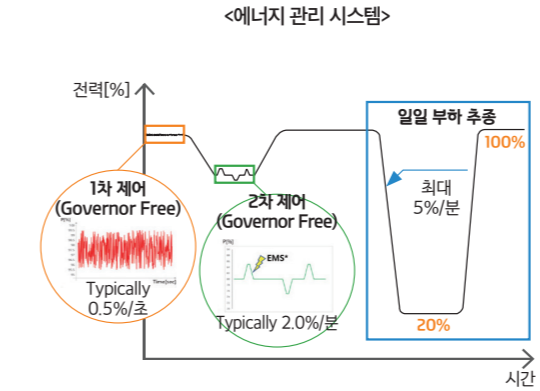 <에너지 관리 시스템>
전력[%]
일일 부하 추종
100%
1차 제어
(Governor Free)
2차 제어
(Governor Free)
최대
5%/분
P[%]
EMS*
Time[sec]
Typically
0.5%/초
Typically 2.0%/분
20%
시간